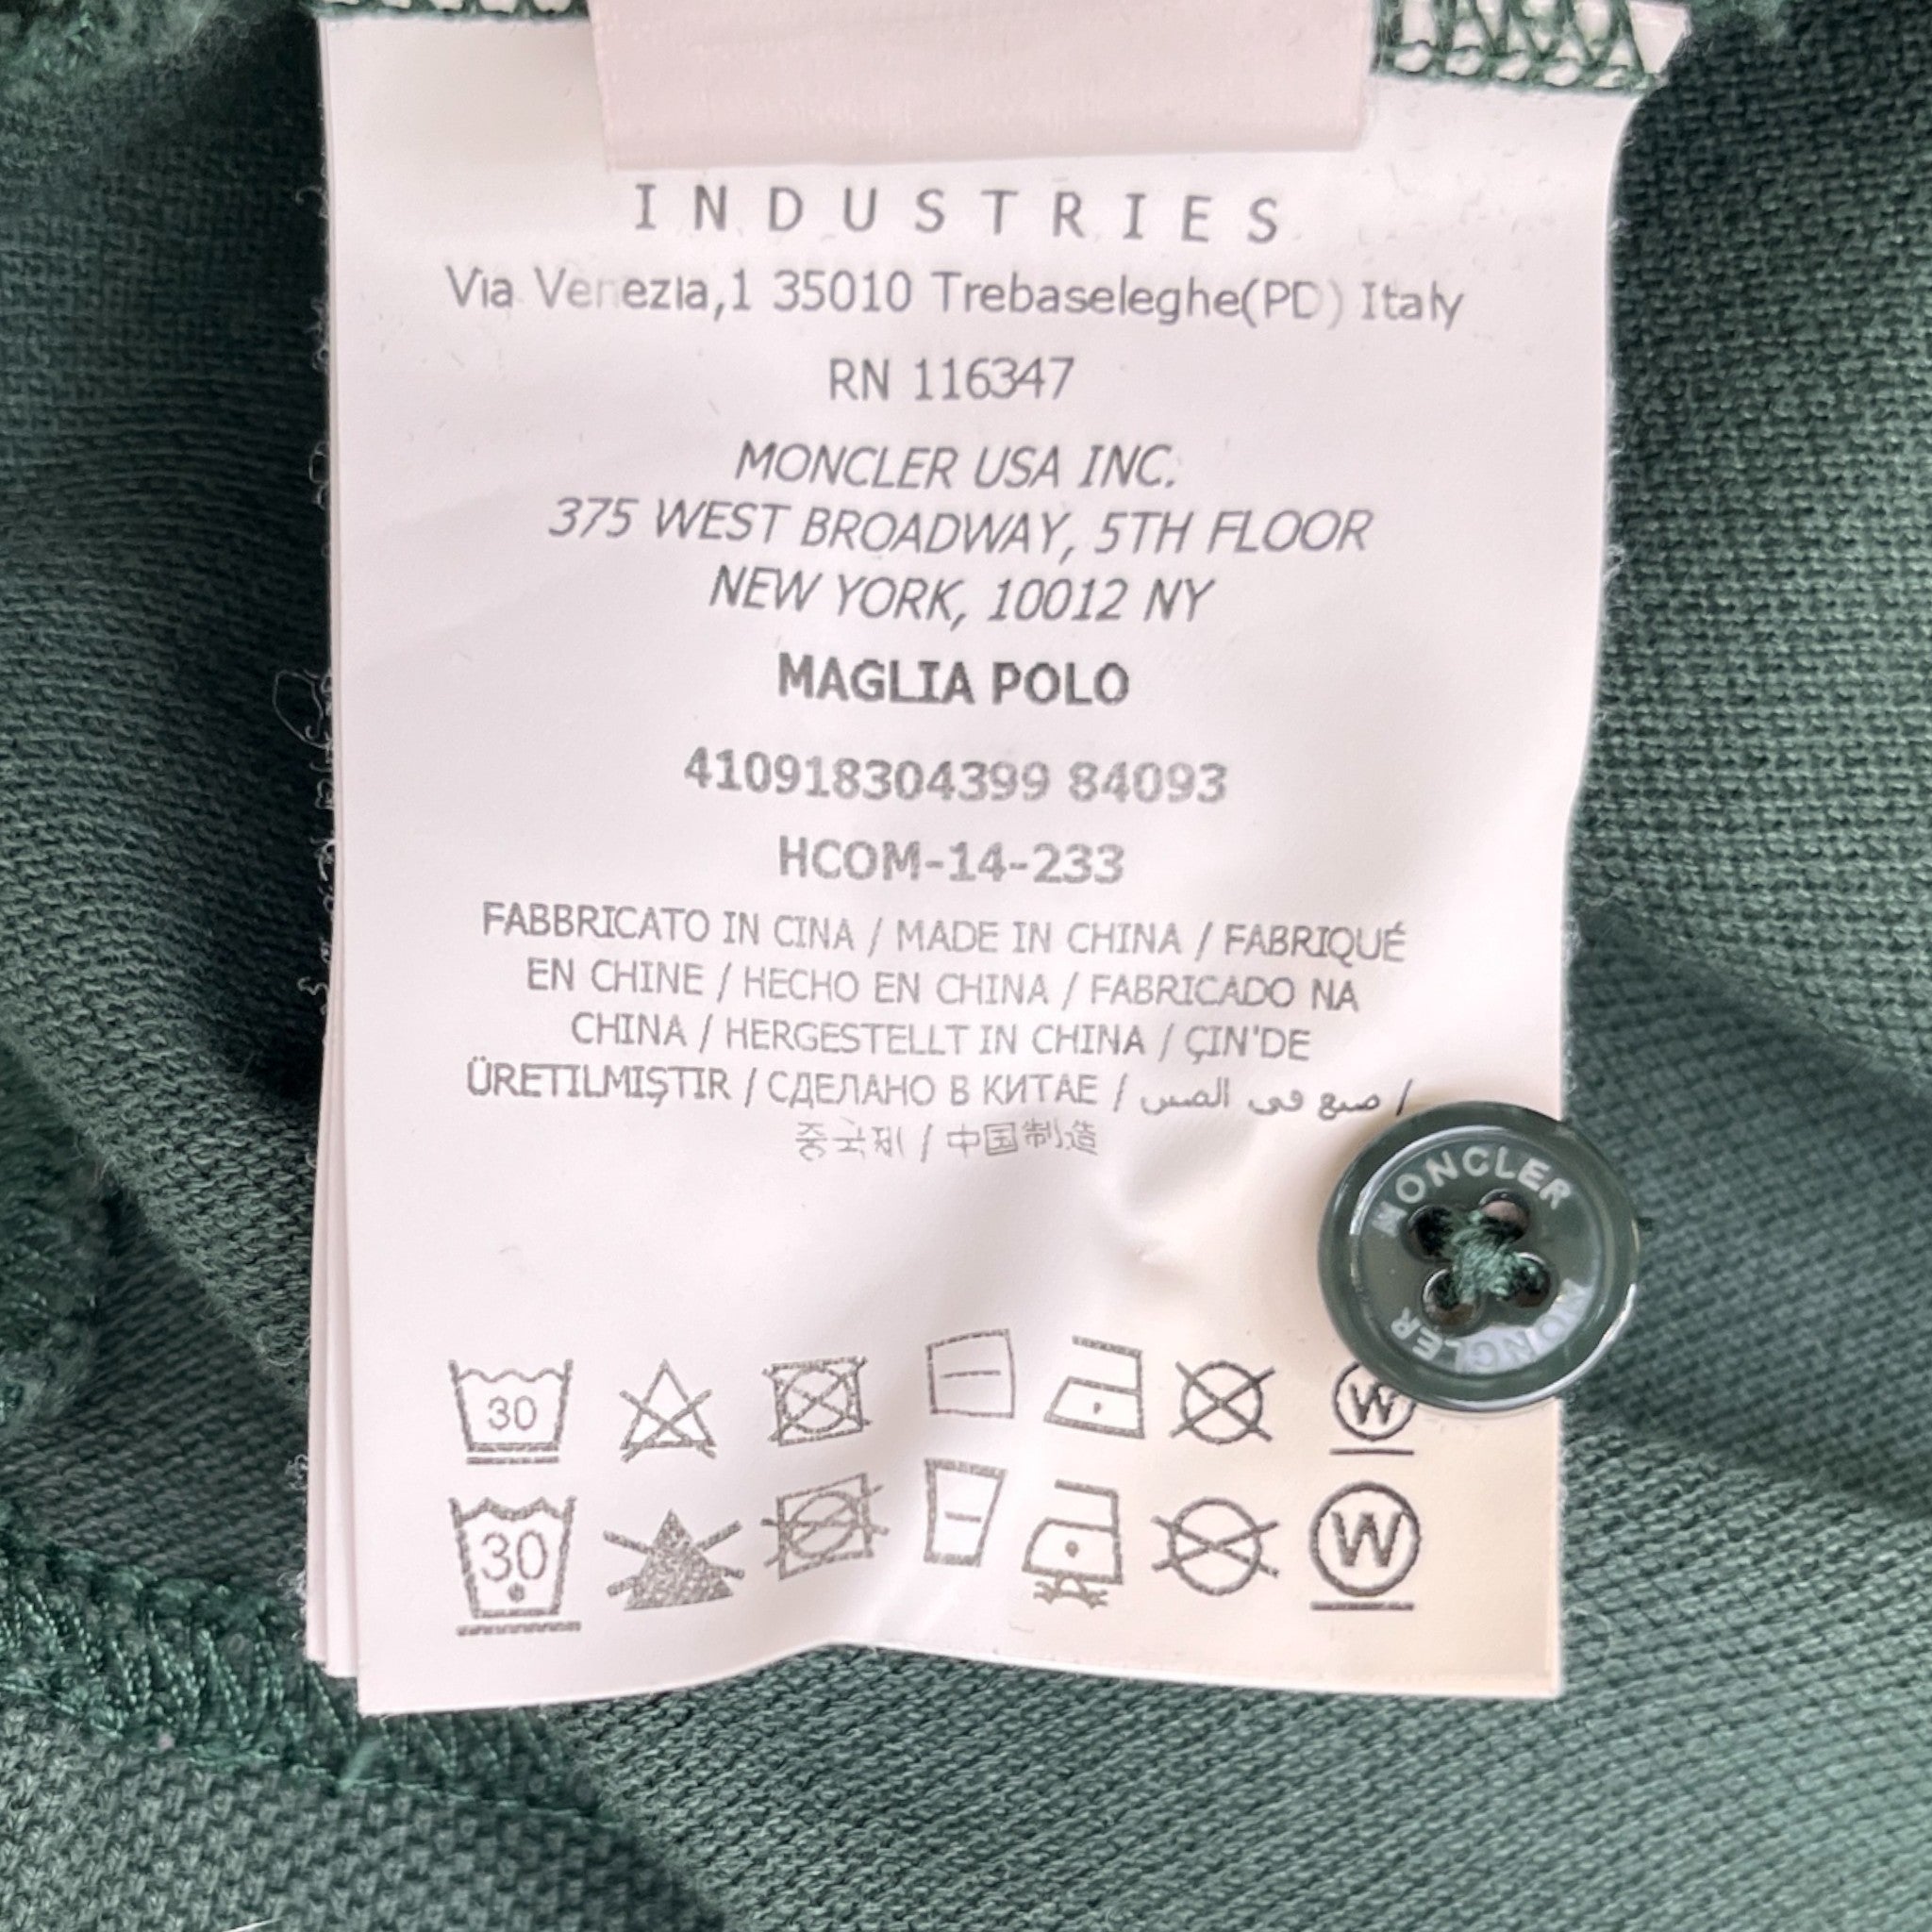 INDUSTRIES
Via Venezia,1 35010 Trebaseleghe(PD) Italy
RN 116347
MONCLER USA INC.
375 WEST BROADWAY, 5TH FLOOR
NEW YORK, 10012 NY
MAGLIA POLO
410918304399 84093
HCOM-14-233
FABBRICATO IN CINA / MADE IN CHINA / FABRIQUÉ
EN CHINE / HECHO EN CHINA / FABRICADO NA
CHINA / HERGESTELLT IN CHINA / ÇIN'DE
ÜRETILMIŞTIR / СДЕЛАНО В КИТАЕ / صنع في الصين /
중국제 / 中国制造
MONCLER
MONCLER
30
W
30
W